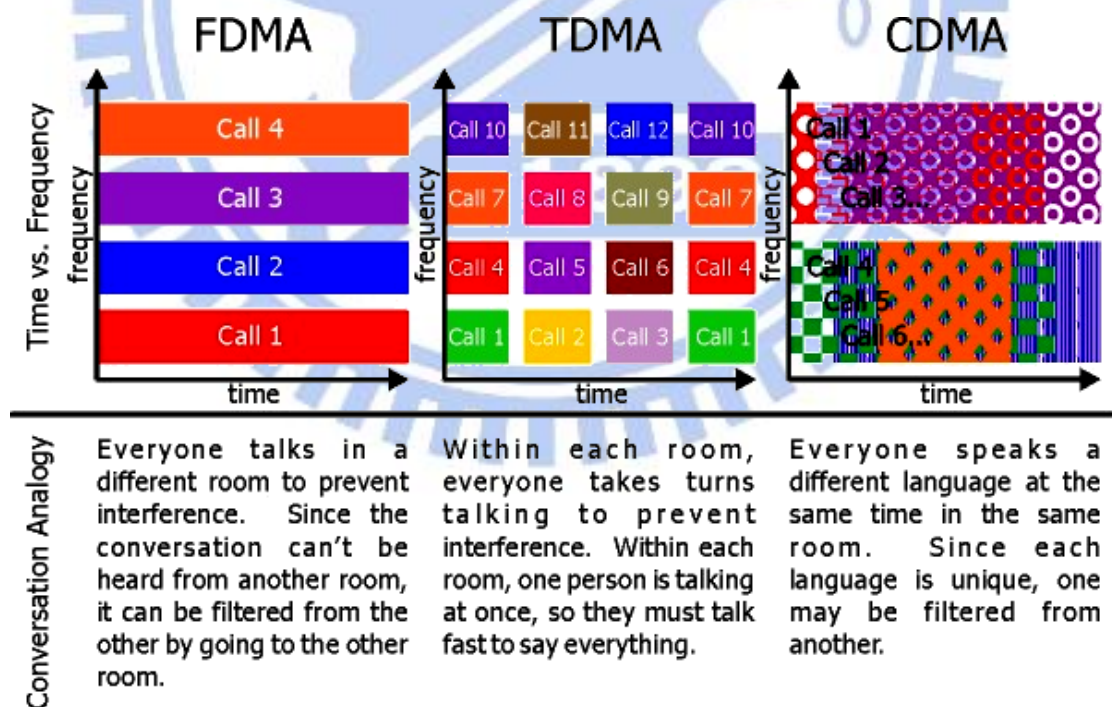 FDMA
TDMA
CDMA
Time vs. Frequency
frequency
Call 4
Call 3
Call 2
Call 1
time
frequency
Call 10 Call 11 Call 12 Call 10
Call 7 Call 8 Call 9 Call 7
Call 4 Call 5 Call 6 Call 4
Call 1 Call 2 Call 3 Call 1
time
frequency
Call 1
Call 2
Call 3...
Call 4
Call 5
Call 6...
time
Conversation Analogy
Everyone talks in a
different room to prevent
interference. Since the
conversation can't be
heard from another room,
it can be filtered from the
other by going to the other
room.
Within each room,
everyone takes turns
talking to prevent
interference. Within each
room, one person is talking
at once, so they must talk
fast to say everything.
Everyone speaks a
different language at the
same time in the same
room. Since each
language is unique, one
may be filtered from
another.